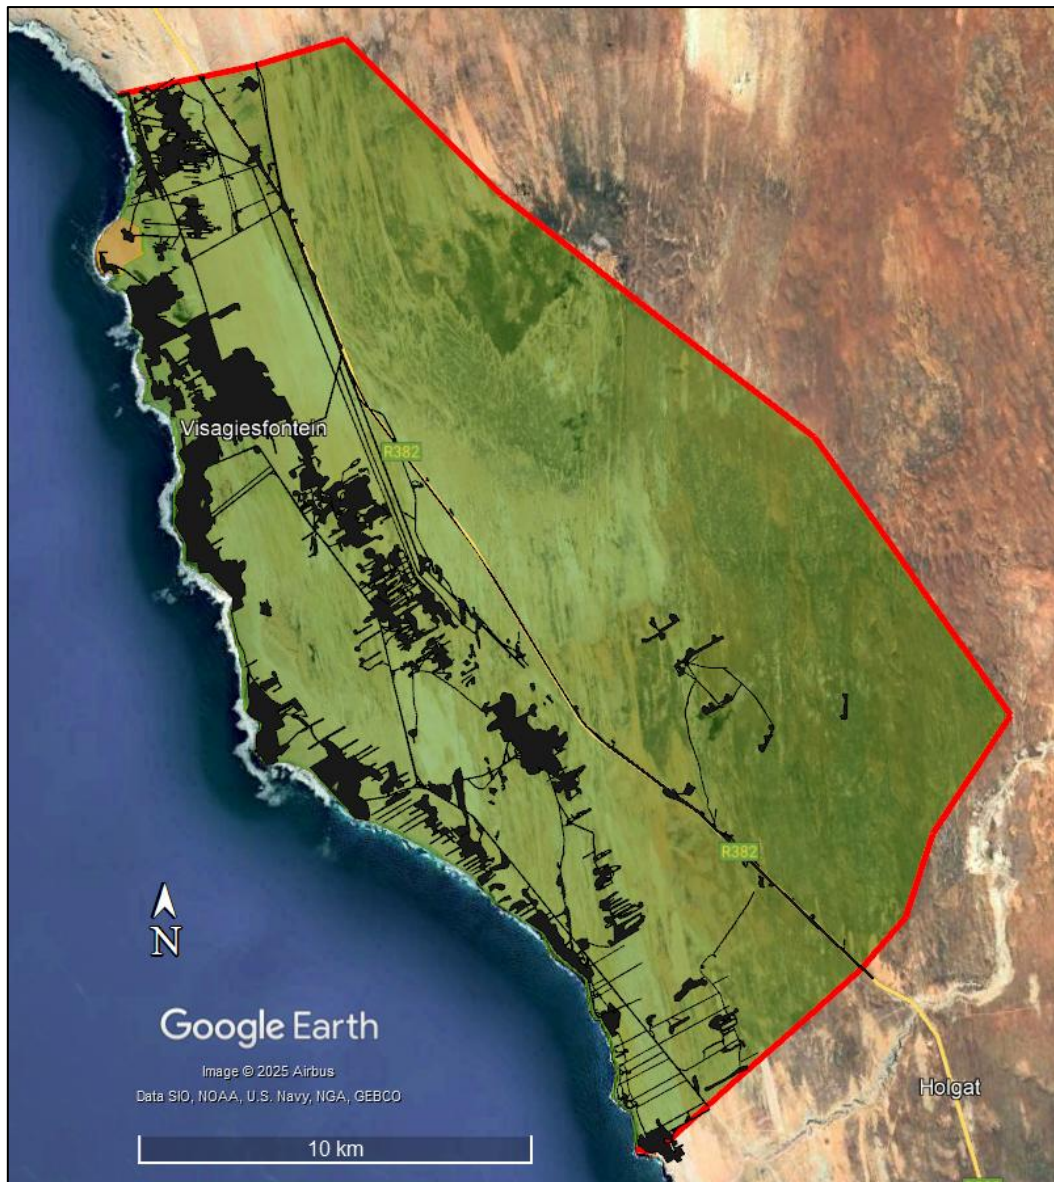 Visagiesfontein
R382
R382
N
Google Earth
Image © 2025 Airbus
Data SIO, NOAA, U.S. Navy, NGA, GEBCO
Holgat
10 km